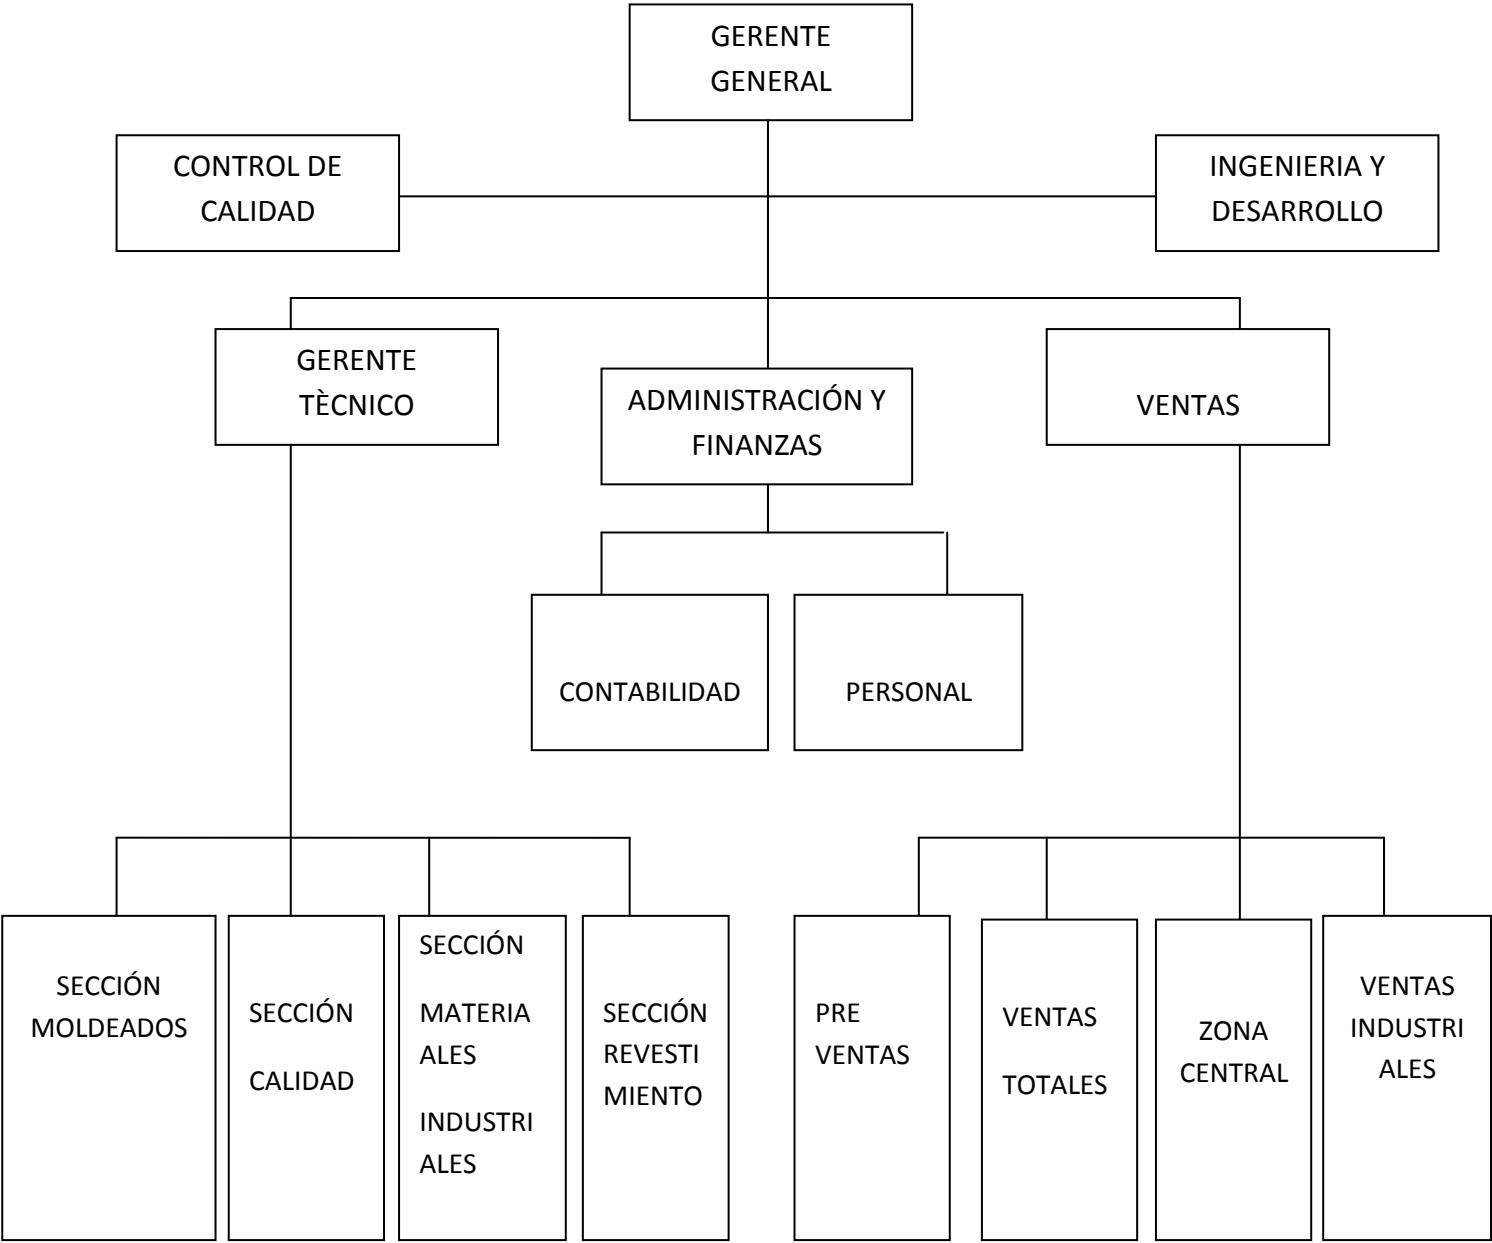 GERENTE
GENERAL
CONTROL DE
CALIDAD
INGENIERIA Y
DESARROLLO
GERENTE
TÈCNICO
ADMINISTRACIÓN Y
FINANZAS
VENTAS
CONTABILIDAD
PERSONAL
SECCIÓN
MOLDEADOS
SECCIÓN
CALIDAD
SECCIÓN
MATERIA
ALES
INDUSTRI
ALES
SECCIÓN
REVESTI
MIENTO
PRE
VENTAS
VENTAS
TOTALES
ZONA
CENTRAL
VENTAS
INDUSTRI
ALES